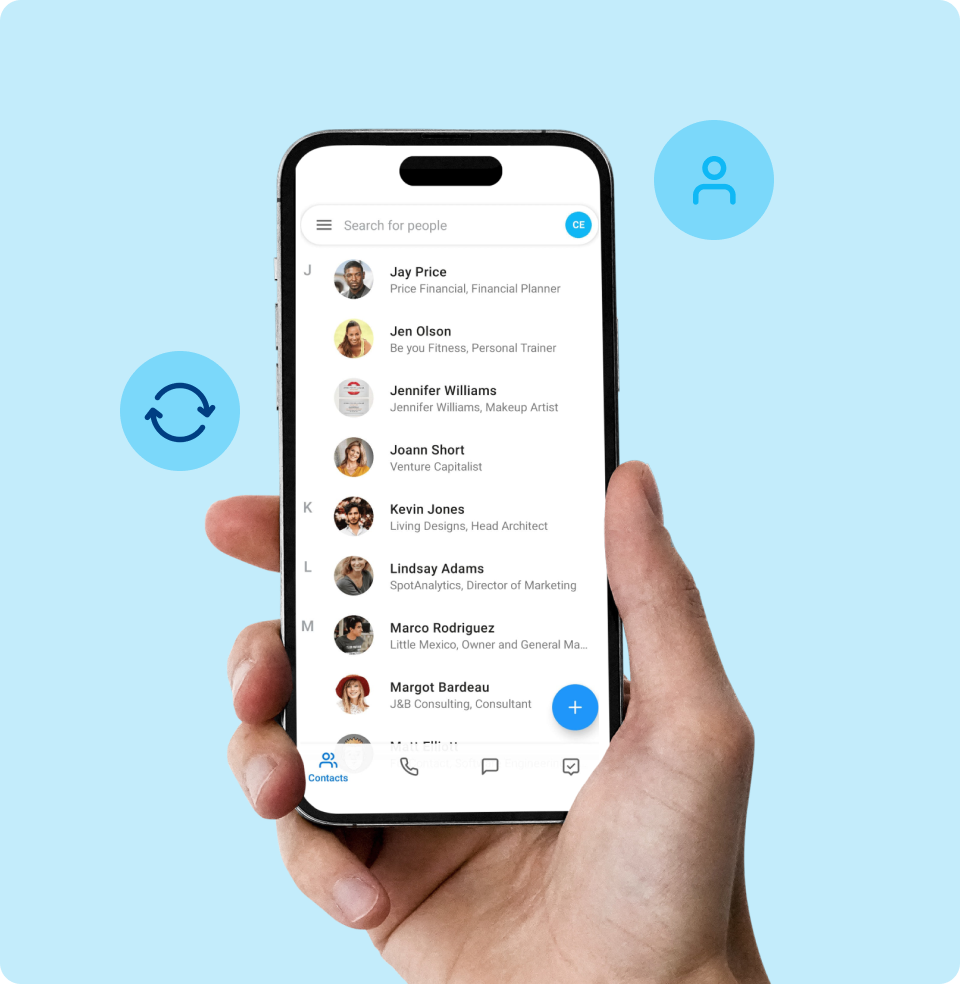 Search for people
CE
J
Jay Price
Price Financial, Financial Planner
Jen Olson
Be you Fitness, Personal Trainer
Jennifer Williams
Jennifer Williams, Makeup Artist
Joann Short
Venture Capitalist
K
Kevin Jones
Living Designs, Head Architect
L
Lindsay Adams
SpotAnalytics, Director of Marketing
M
Marco Rodriguez
Little Mexico, Owner and General Ma...
Margot Bardeau
J&B Consulting, Consultant
Matt Elliott
Contacts